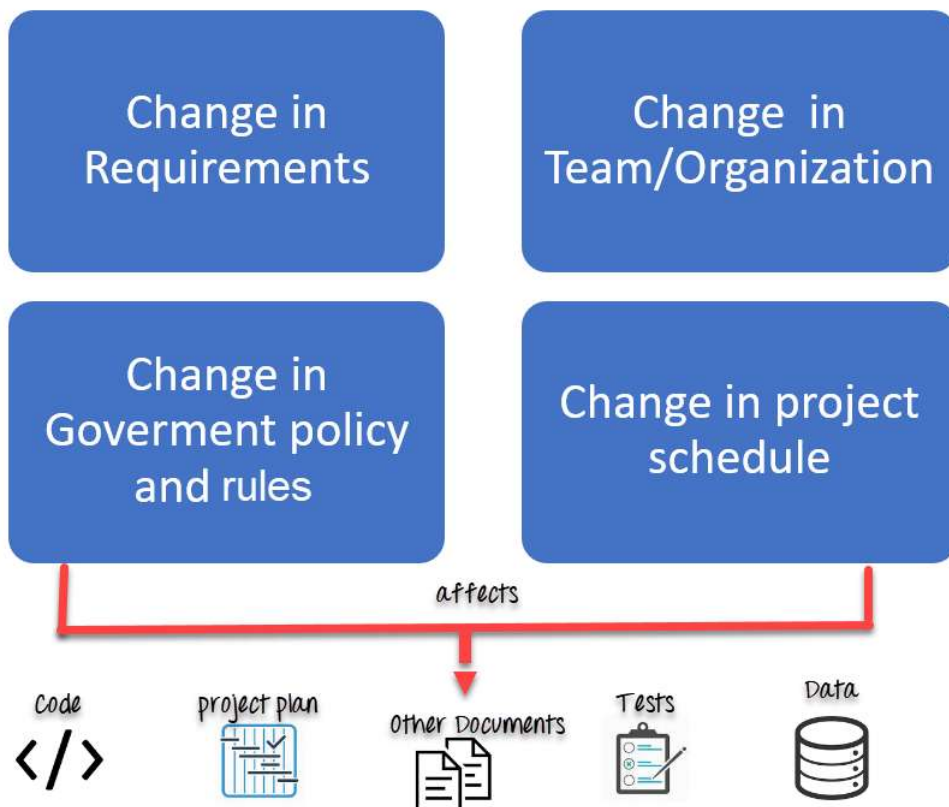 Change in
Requirements
Change in
Team/Organization
Change in
Goverment policy
and rules
Change in project
schedule
affects
Code
project plan
Other Documents
Tests
Data